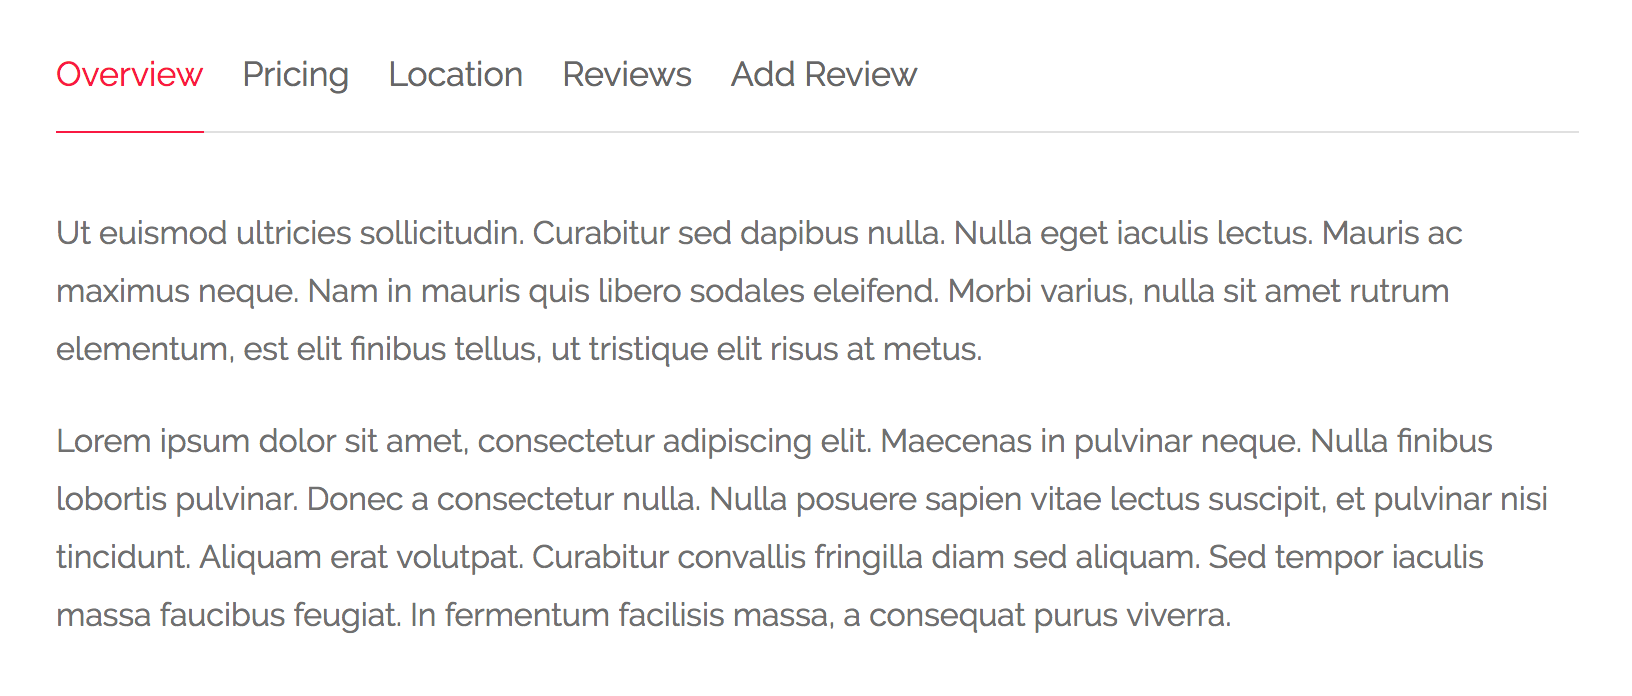 Overview Pricing Location Reviews Add Review
Ut euismod ultricies sollicitudin. Curabitur sed dapibus nulla. Nulla eget iaculis lectus. Mauris ac
maximus neque. Nam in mauris quis libero sodales eleifend. Morbi varius, nulla sit amet rutrum
elementum, est elit finibus tellus, ut tristique elit risus at metus.
Lorem ipsum dolor sit amet, consectetur adipiscing elit. Maecenas in pulvinar neque. Nulla finibus
lobortis pulvinar. Donec a consectetur nulla. Nulla posuere sapien vitae lectus suscipit, et pulvinar nisi
tincidunt. Aliquam erat volutpat. Curabitur convallis fringilla diam sed aliquam. Sed tempor iaculis
massa faucibus feugiat. In fermentum facilisis massa, a consequat purus viverra.